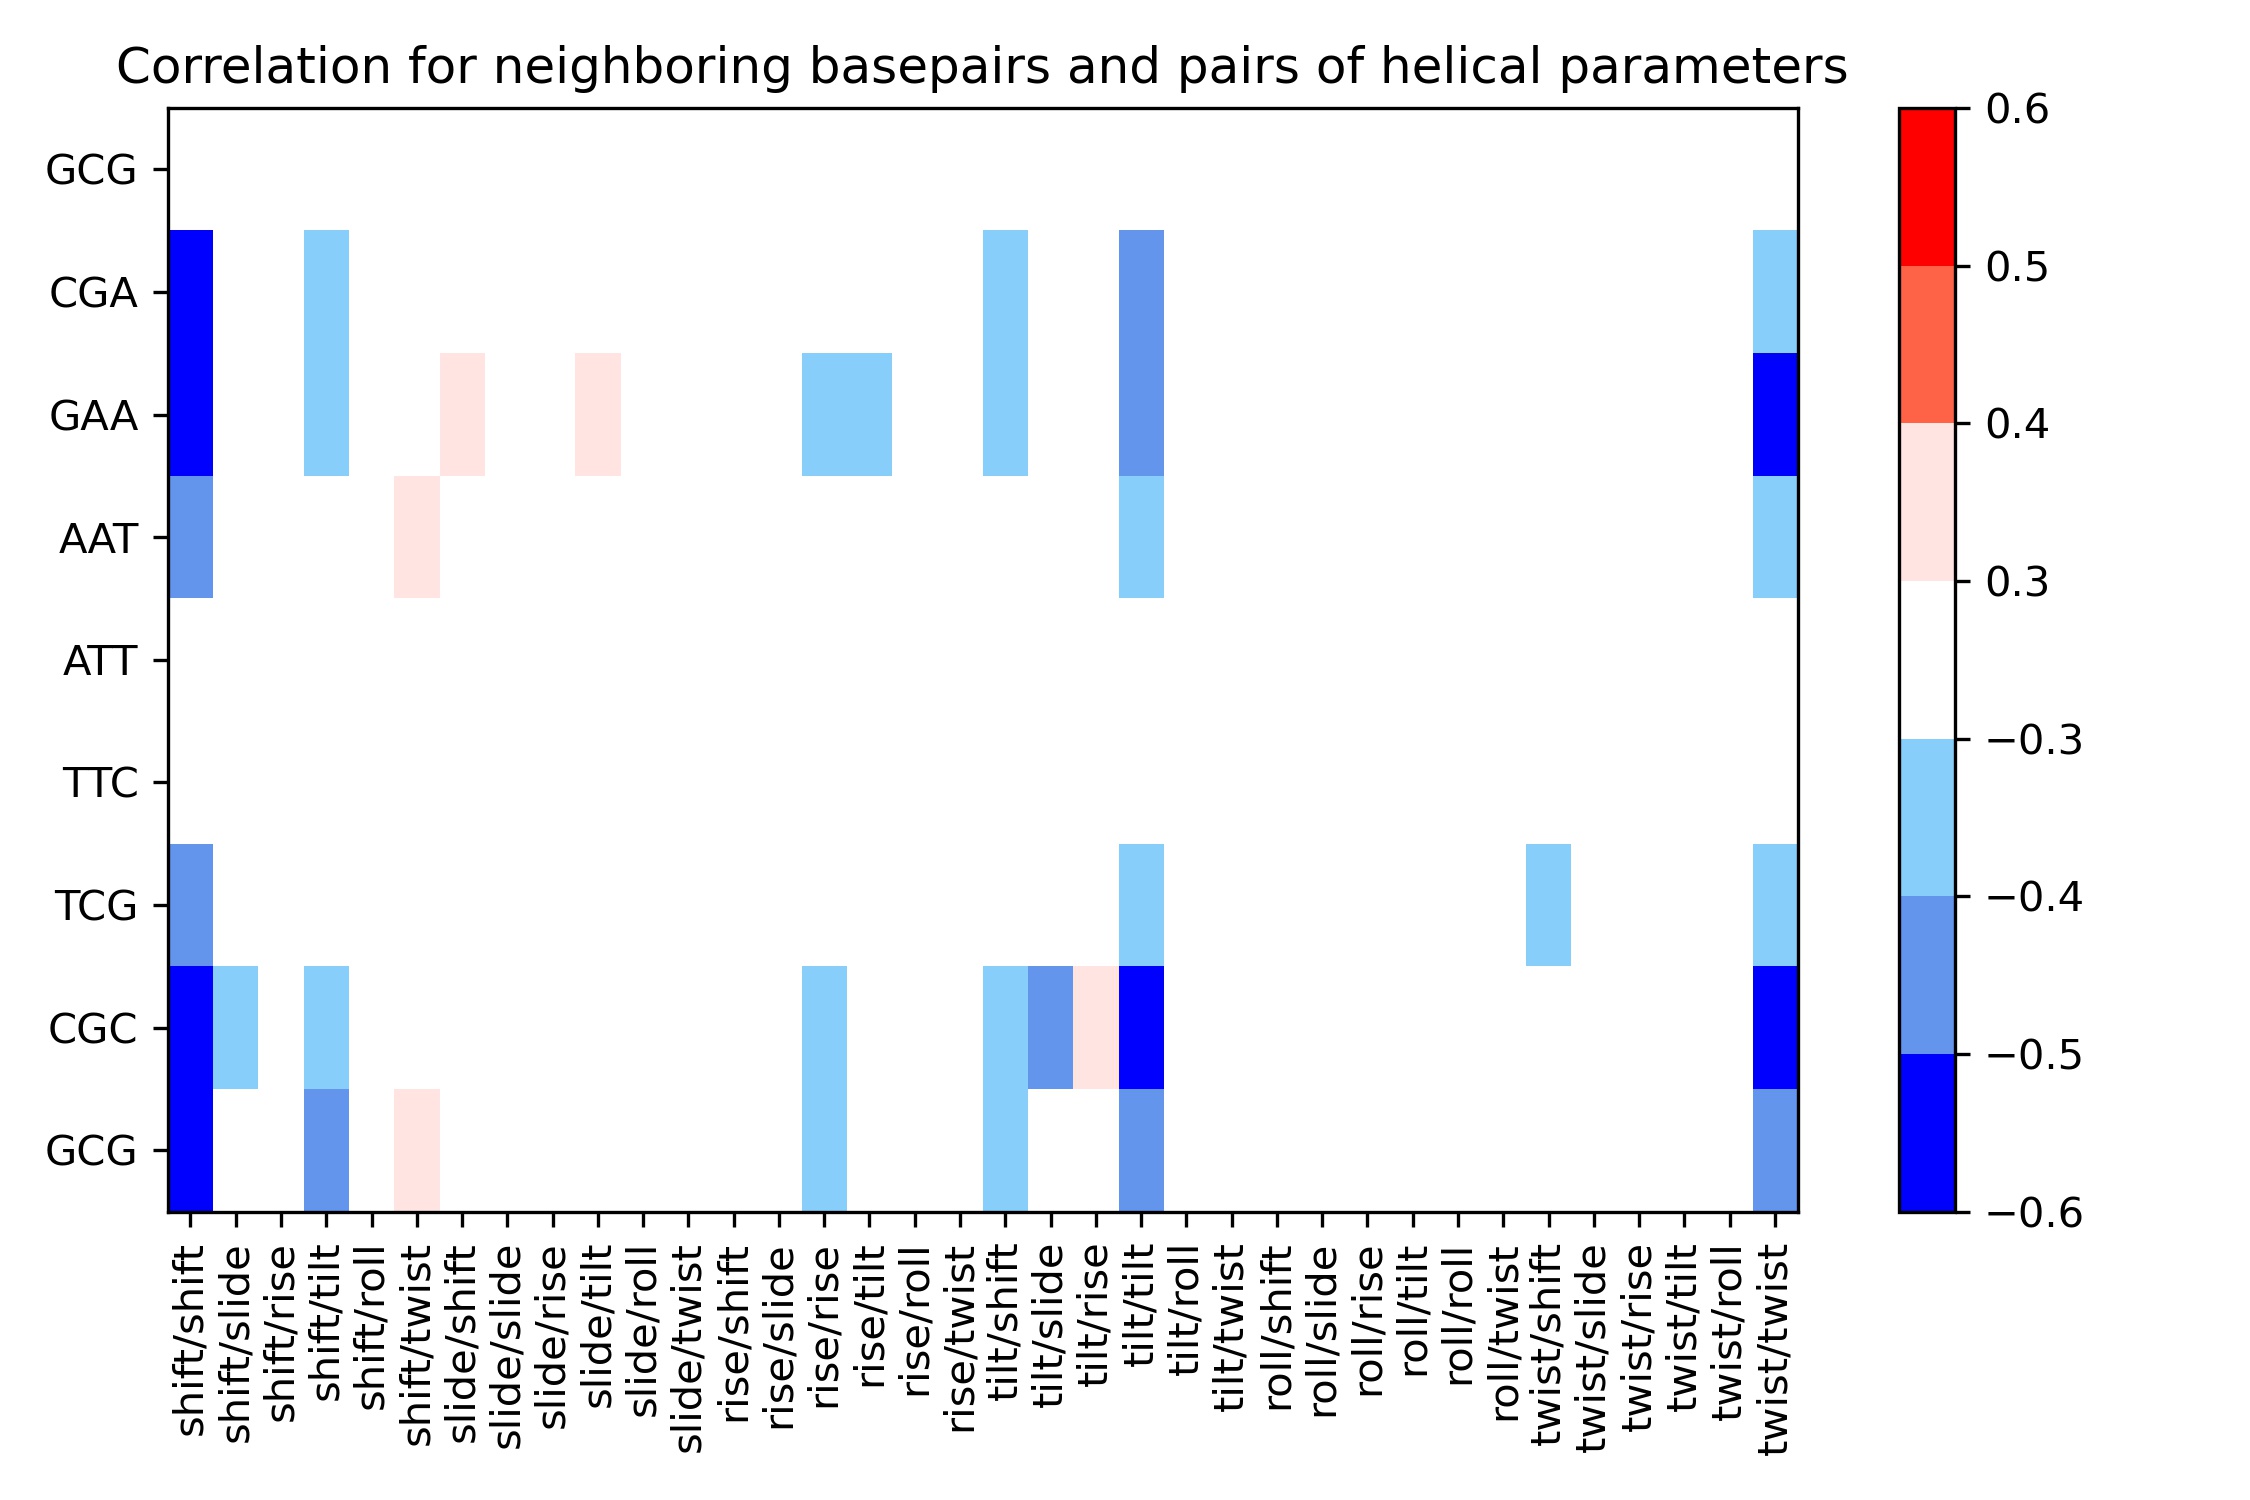 Correlation for neighboring basepairs and pairs of helical parameters
GCG
CGA
GAA
AAT
ATT
TTC
TCG
CGC
GCG
shift/shift
shift/slide
shift/rise
shift/tilt
shift/roll
shift/twist
slide/shift
slide/slide
slide/rise
slide/tilt
slide/roll
slide/twist
rise/shift
rise/slide
rise/rise
rise/tilt
rise/roll
rise/twist
tilt/shift
tilt/slide
tilt/rise
tilt/tilt
tilt/roll
tilt/twist
roll/shift
roll/slide
roll/rise
roll/tilt
roll/roll
roll/twist
twist/shift
twist/slide
twist/rise
twist/tilt
twist/roll
twist/twist
0.6
0.5
0.4
0.3
−0.3
−0.4
−0.5
−0.6